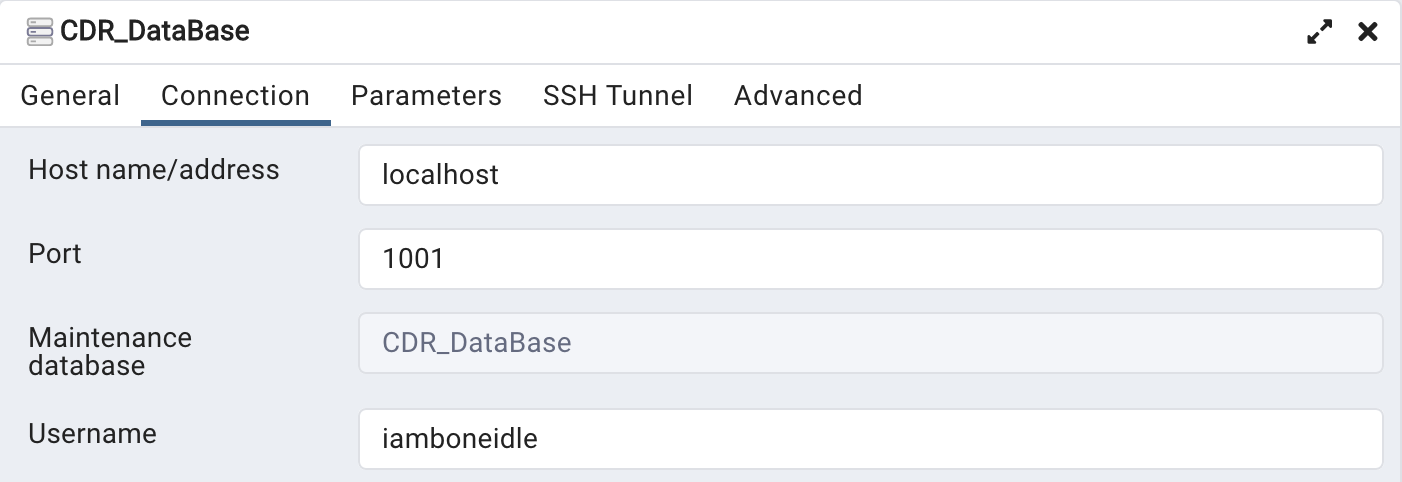 CDR_DataBase
General Connection Parameters SSH Tunnel Advanced
Host name/address localhost
Port 1001
Maintenance database CDR_DataBase
Username iamboneidle